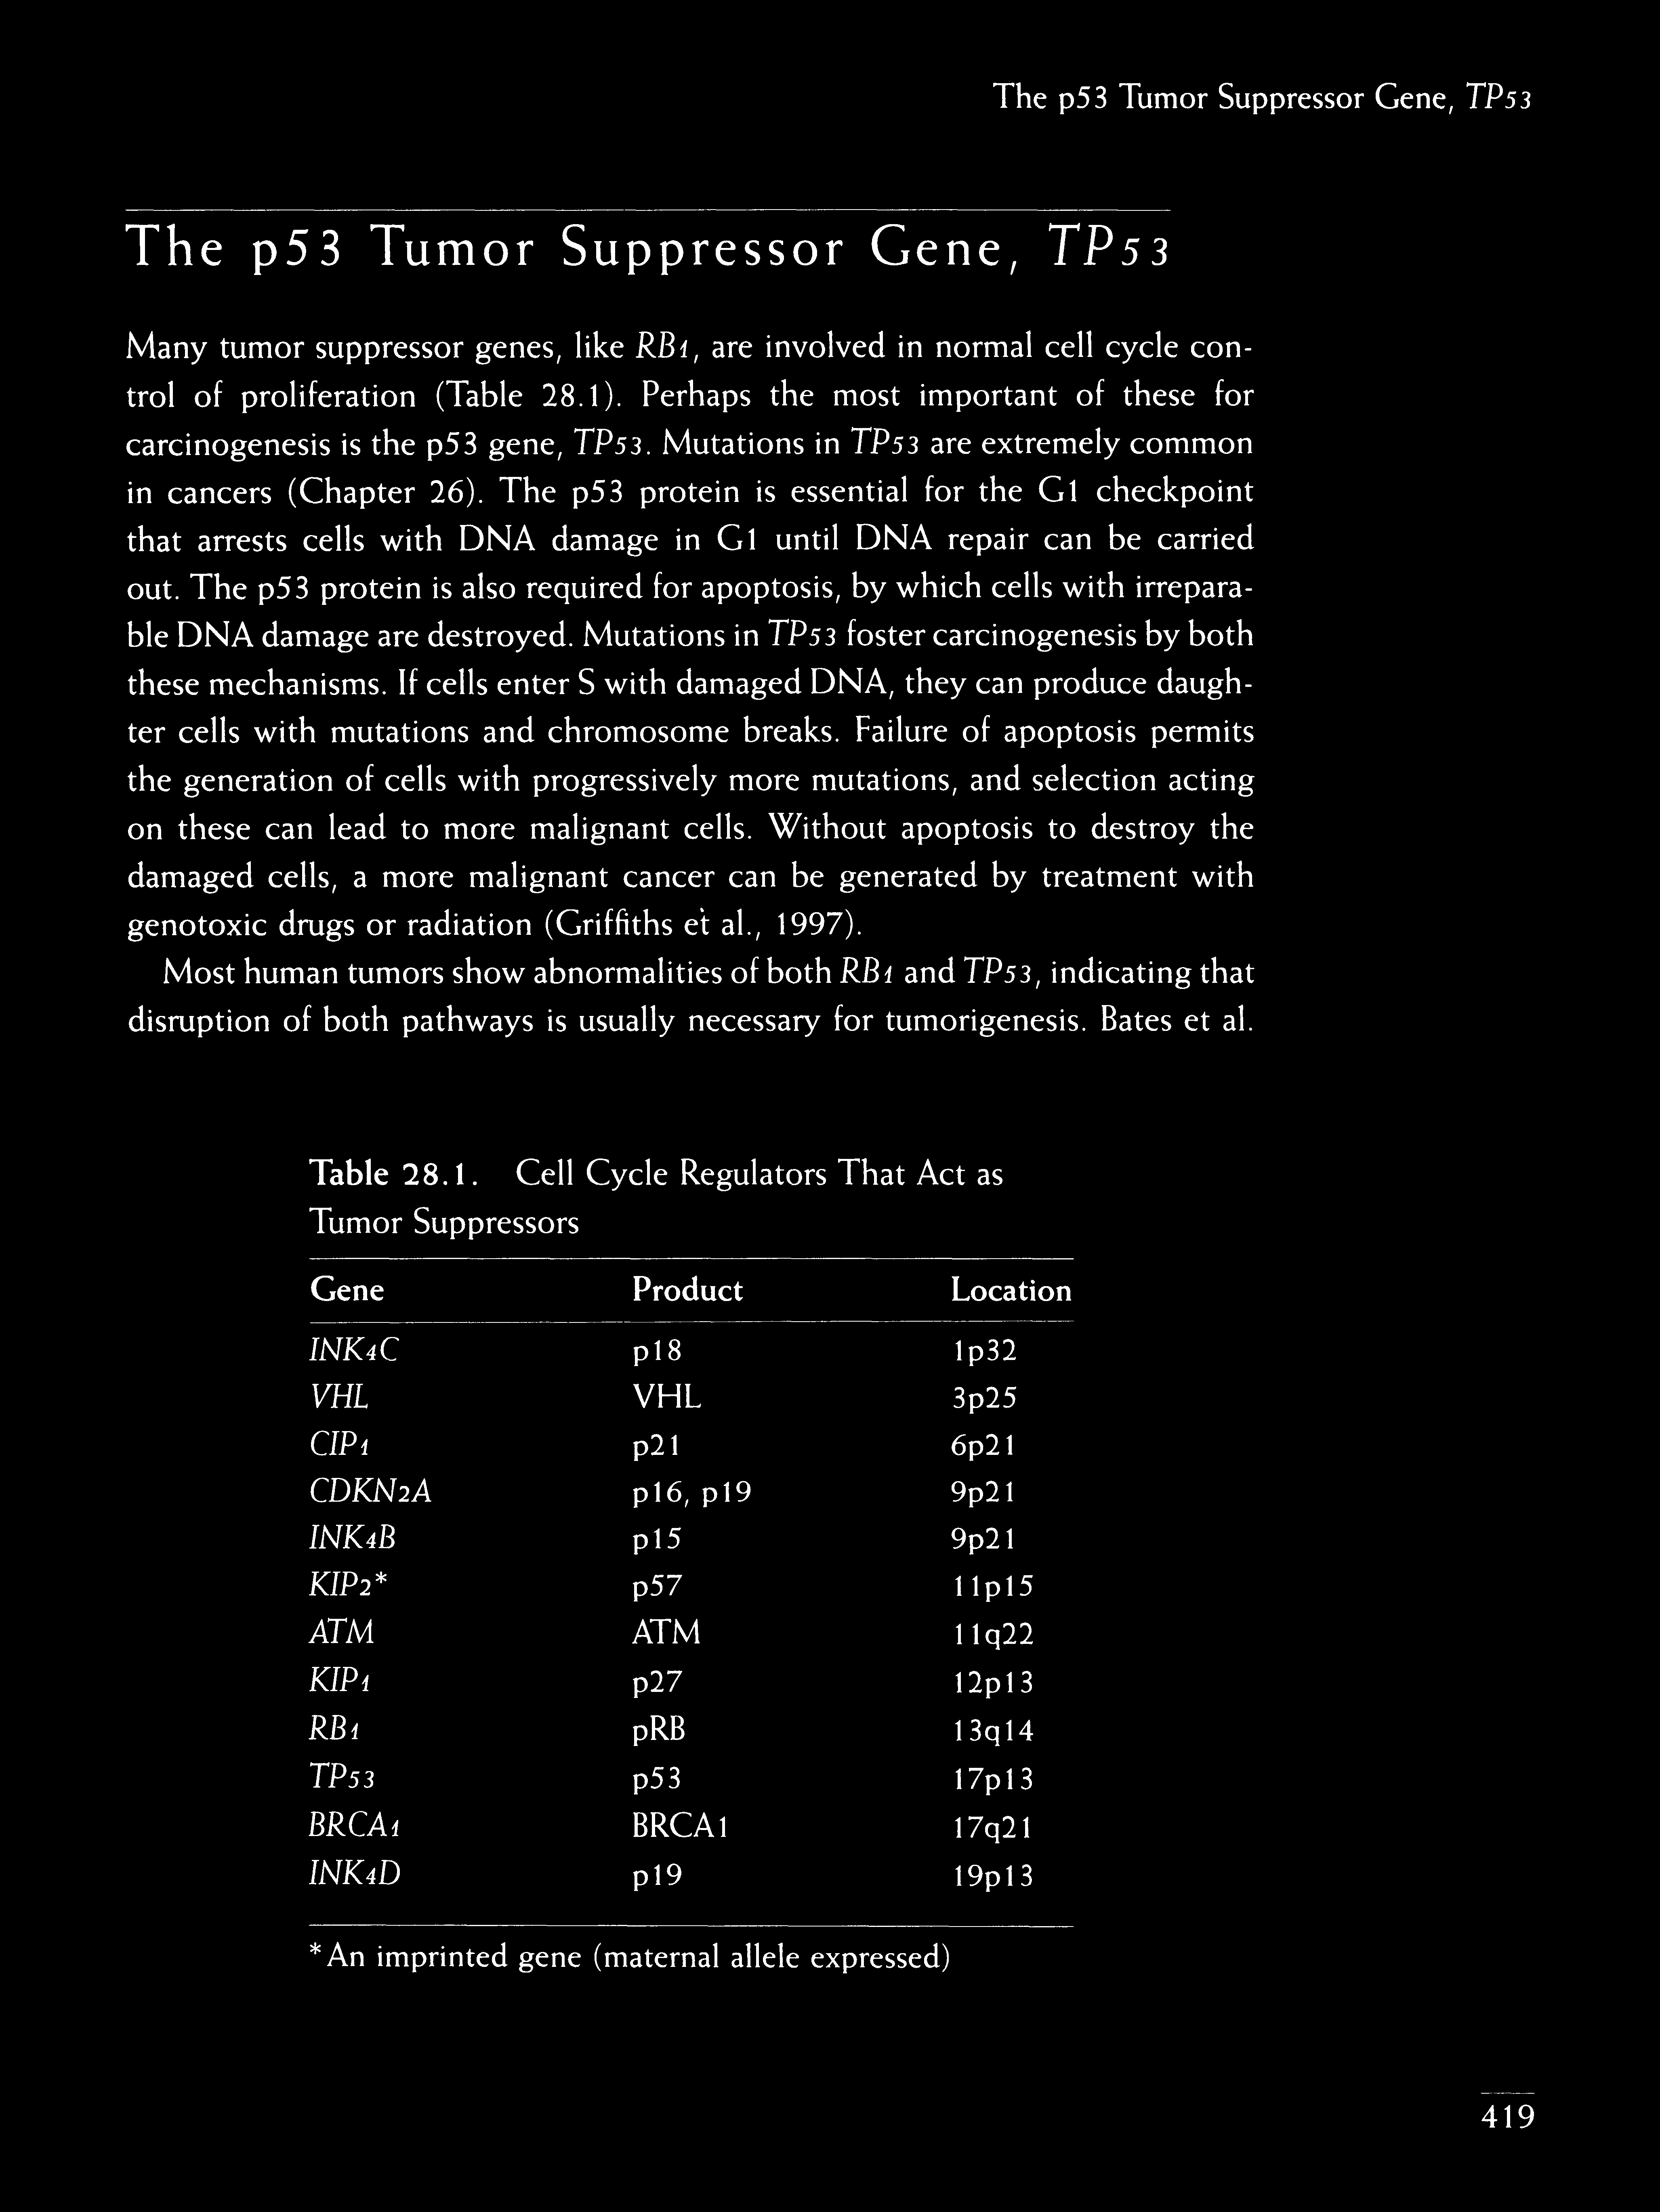 The p53 Tumor Suppressor Gene, TP53
The p53 Tumor Suppressor Gene, TP53
Many tumor suppressor genes, like RB1, are involved in normal cell cycle con-
trol of proliferation (Table 28.1). Perhaps the most important of these for
carcinogenesis is the p53 gene, TP53. Mutations in TP53 are extremely common
in cancers (Chapter 26). The p53 protein is essential for the G1 checkpoint
that arrests cells with DNA damage in G1 until DNA repair can be carried
out. The p53 protein is also required for apoptosis, by which cells with irrepara-
ble DNA damage are destroyed. Mutations in TP53 foster carcinogenesis by both
these mechanisms. If cells enter S with damaged DNA, they can produce daugh-
ter cells with mutations and chromosome breaks. Failure of apoptosis permits
the generation of cells with progressively more mutations, and selection acting
on these can lead to more malignant cells. Without apoptosis to destroy the
damaged cells, a more malignant cancer can be generated by treatment with
genotoxic drugs or radiation (Griffiths et al., 1997).
Most human tumors show abnormalities of both RB1 and TP53, indicating that
disruption of both pathways is usually necessary for tumorigenesis. Bates et al.
Table 28.1. Cell Cycle Regulators That Act as
Tumor Suppressors
Gene Product Location
INK4C p18 1p32
VHL VHL 3p25
CIP1 p21 6p21
CDKN2A p16, p19 9p21
INK4B p15 9p21
KIP2* p57 11p15
ATM ATM 11q22
KIP1 p27 12p13
RB1 pRB 13q14
TP53 p53 17p13
BRCA1 BRCA1 17q21
INK4D p19 19p13
*An imprinted gene (maternal allele expressed)
419